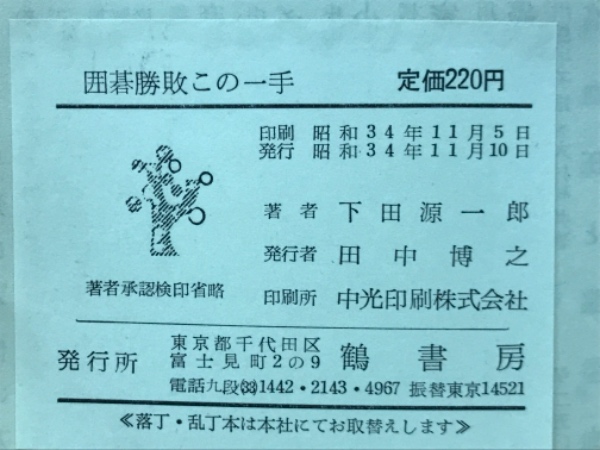 囲碁勝敗この一手 定価220円
印刷 昭和34年11月5日
発行 昭和34年11月10日
著者 下田源一郎
発行者 田中博之
著者承認検印省略
印刷所 中光印刷株式会社
発行所 東京都千代田区富士見町2の9 鶴書房
電話九段(33)1442・2143・4967 振替東京14521
≪落丁・乱丁本は本社にてお取替えします≫